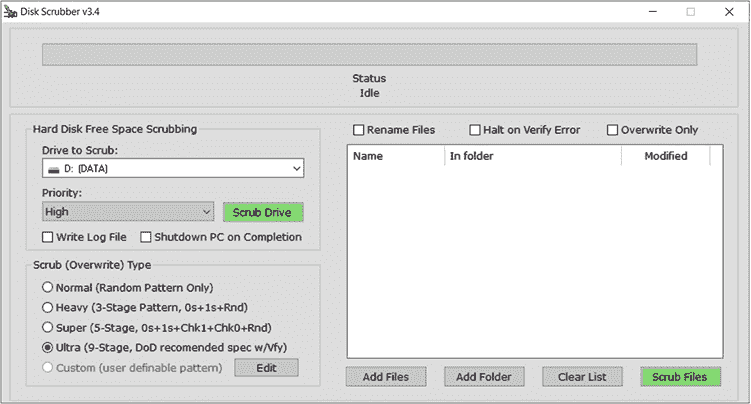 Disk Scrubber v3.4
Status
Idle
Hard Disk Free Space Scrubbing
Drive to Scrub:
D: (DATA)
Priority:
High
Scrub Drive
Write Log File
Shutdown PC on Completion
Scrub (Overwrite) Type
Normal (Random Pattern Only)
Heavy (3-Stage Pattern, 0s+1s+Rnd)
Super (5-Stage, 0s+1s+Chk1+Chk0+Rnd)
Ultra (9-Stage, DoD recomended spec w/Vfy)
Custom (user definable pattern)
Edit
Rename Files
Halt on Verify Error
Overwrite Only
Name
In folder
Modified
Add Files
Add Folder
Clear List
Scrub Files